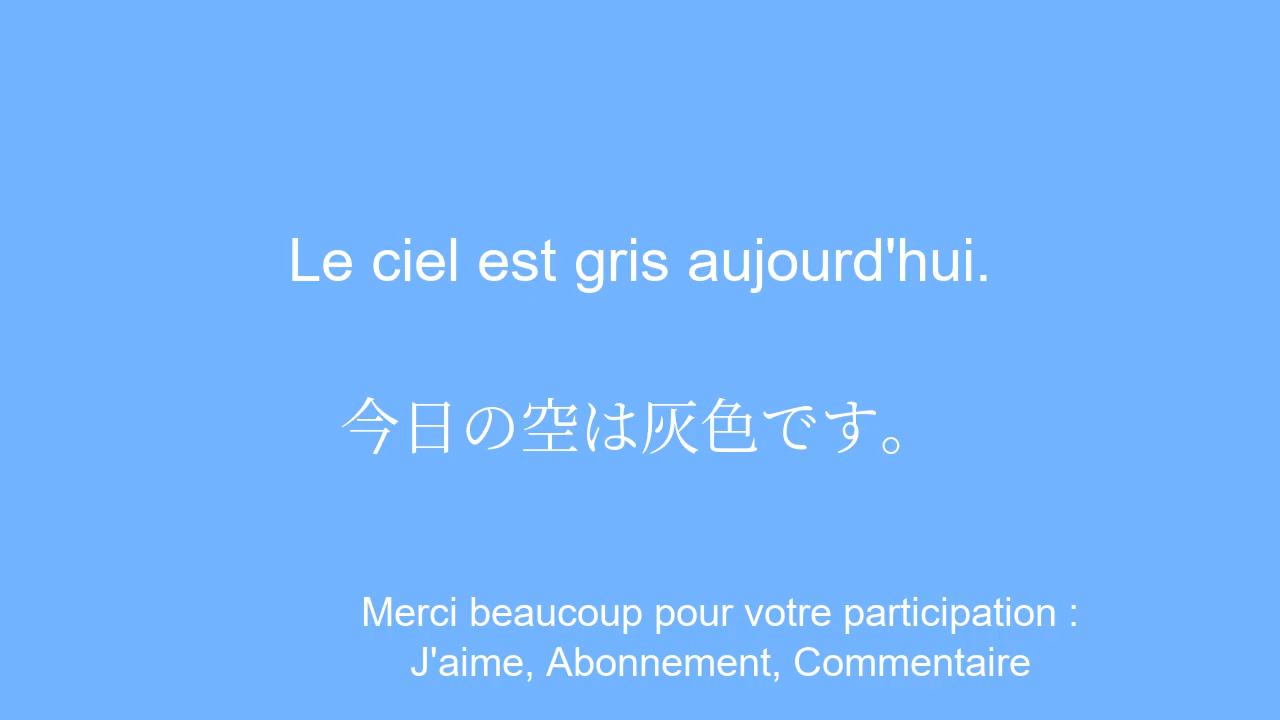 Le ciel est gris aujourd'hui.
今日の空は灰色です。
Merci beaucoup pour votre participation :
J'aime, Abonnement, Commentaire